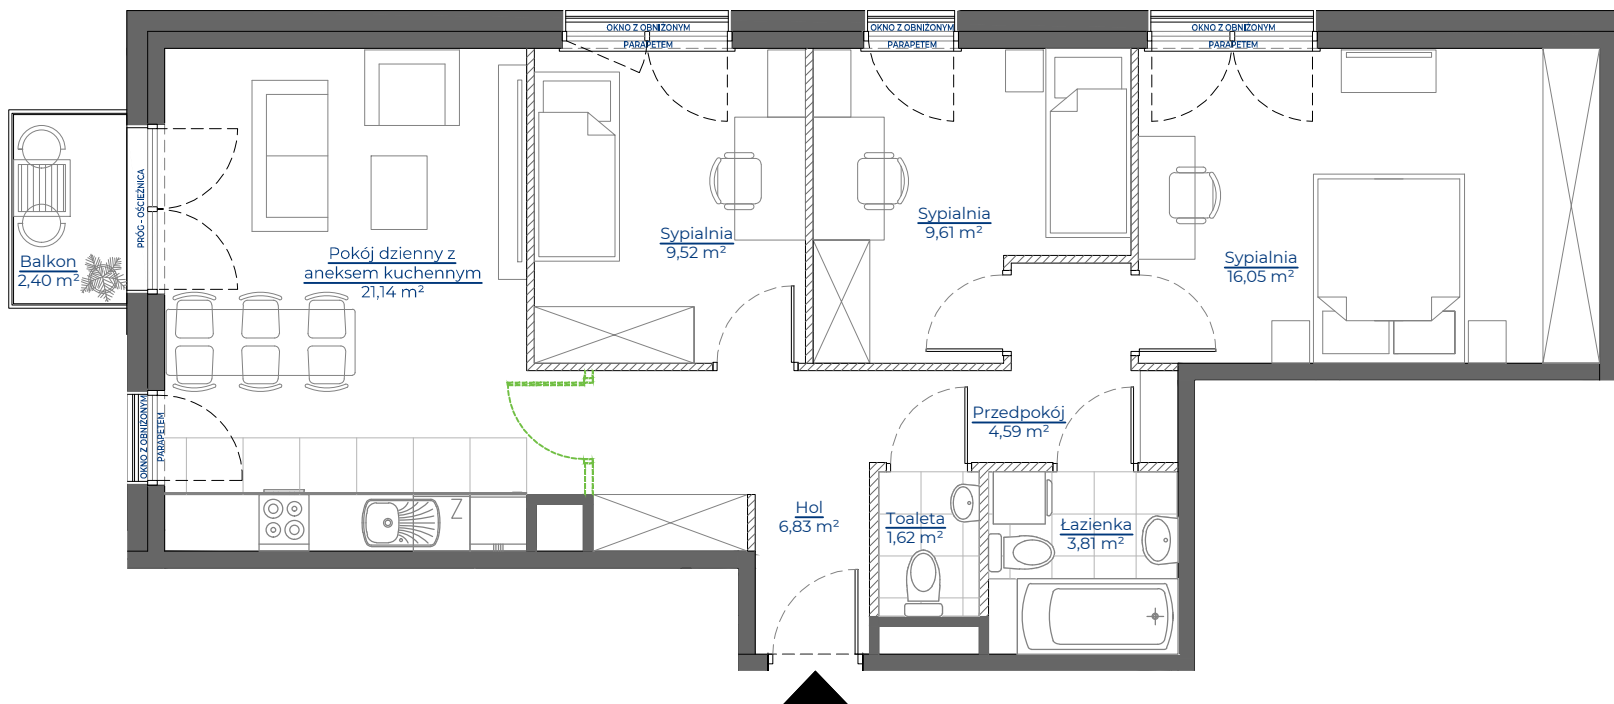 OKNO Z OBNIŻONYM
PARAPETEM
OKNO Z OBNIŻONYM
PARAPETEM
OKNO Z OBNIŻONYM
PARAPETEM
PRÓG - OŚCIEŻNICA
Balkon
2,40 m²
Pokój dzienny z
aneksem kuchennym
21,14 m²
Sypialnia
9,52 m²
Sypialnia
9,61 m²
Sypialnia
16,05 m²
OKNO Z OBNIŻONYM
PARAPETEM
Przedpokój
4,59 m²
Z
Hol
6,83 m²
Toaleta
1,62 m²
Łazienka
3,81 m²